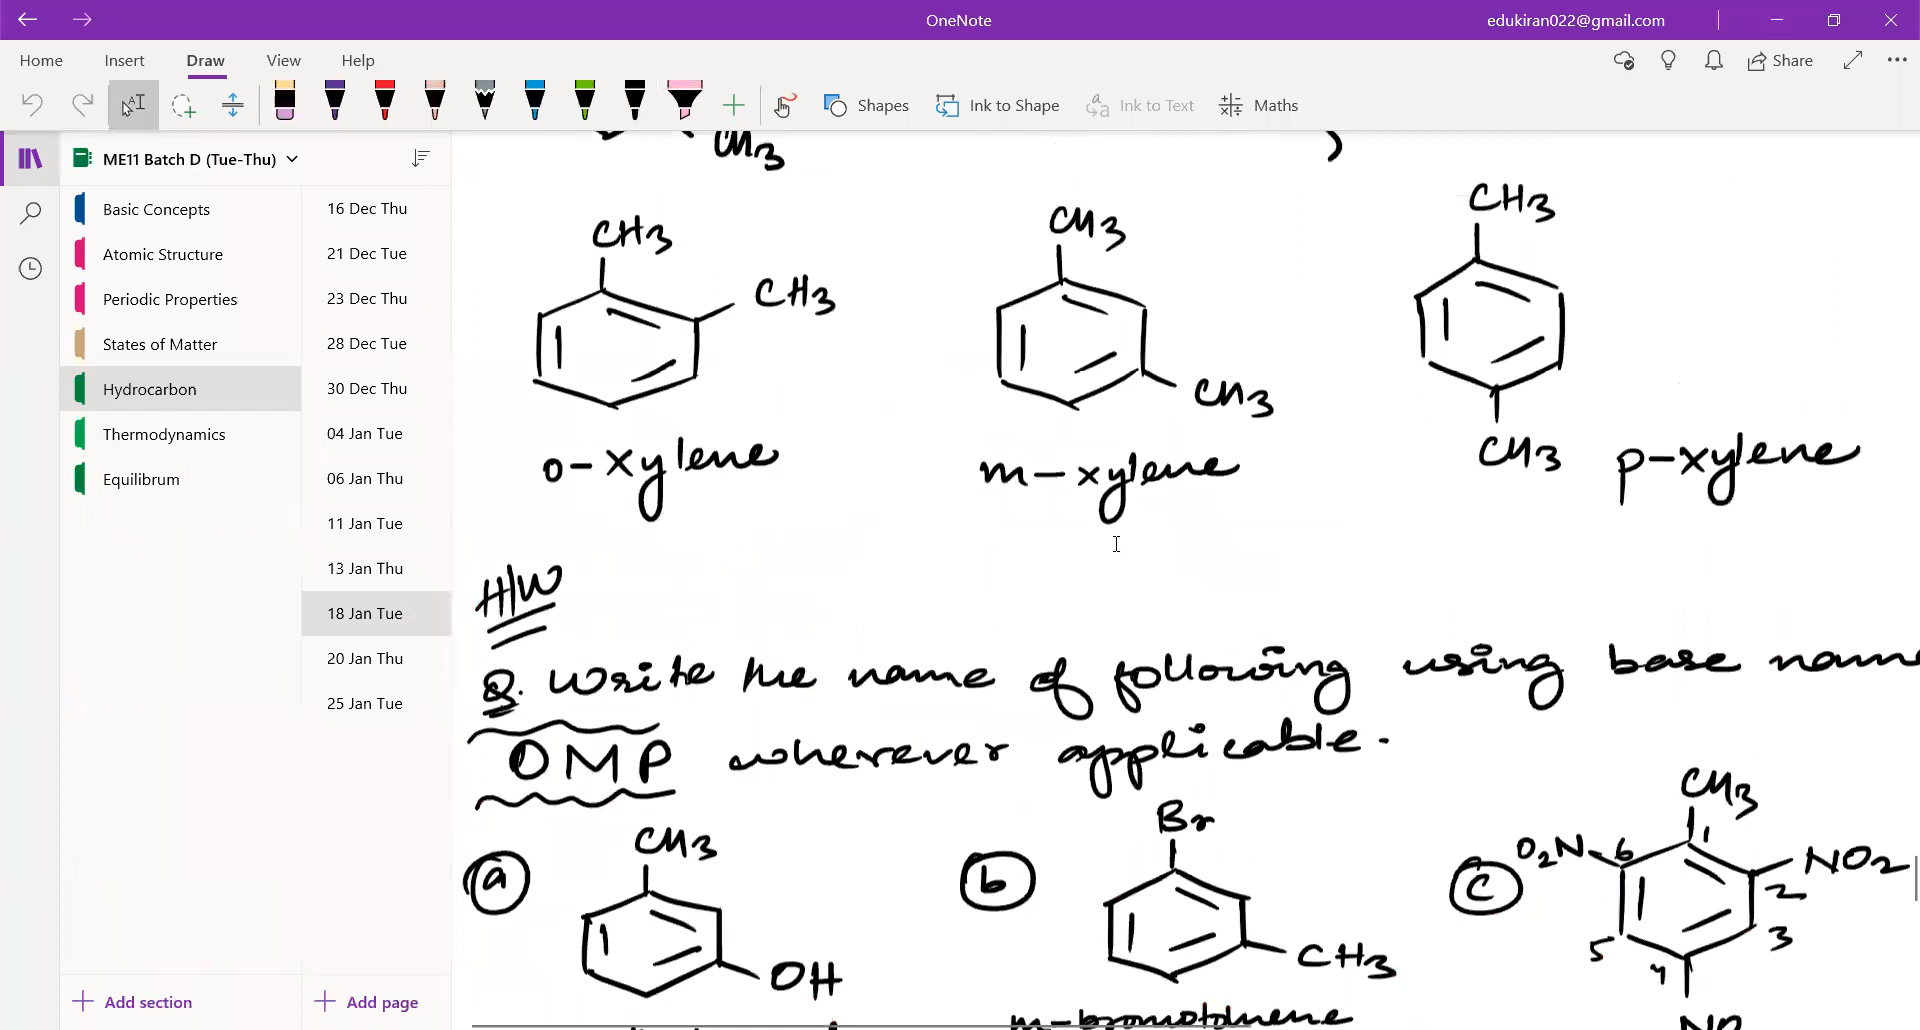 OneNote
edukiran022@gmail.com
Home Insert Draw View Help
Share
Shapes Ink to Shape Ink to Text Maths
ME11 Batch D (Tue-Thu)
Basic Concepts
Atomic Structure
Periodic Properties
States of Matter
Hydrocarbon
Thermodynamics
Equilibrum
Add section
16 Dec Thu
21 Dec Tue
23 Dec Thu
28 Dec Tue
30 Dec Thu
04 Jan Tue
06 Jan Thu
11 Jan Tue
13 Jan Thu
18 Jan Tue
20 Jan Thu
25 Jan Tue
Add page
CH3
CH3
CH3
o-xylene
CH3
CH3
m-xylene
CH3
CH3
p-xylene
H/W
Q. Write the name of following using base name
OMP wherever applicable.
a
CH3
OH
b
Br
CH3
m-bromotoluene
c
CH3
O2N 6 1 NO2
2
5 3
4